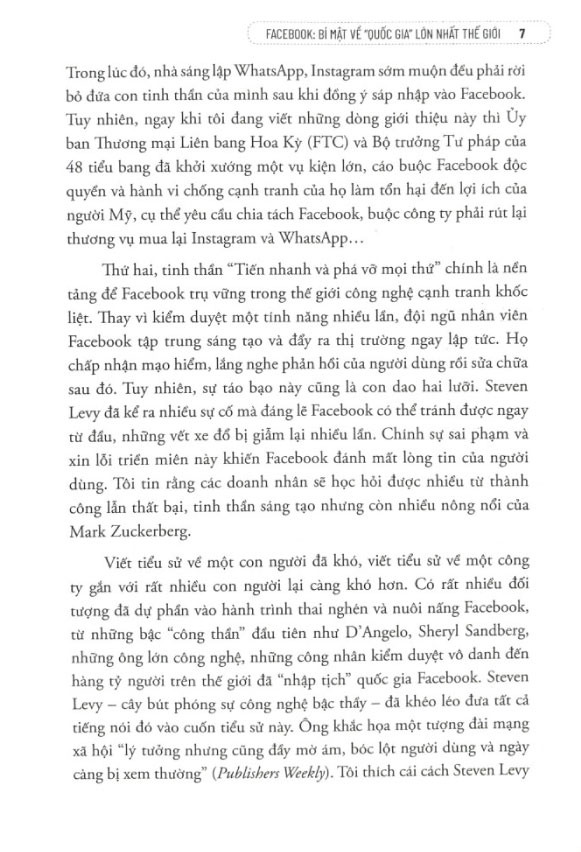 FACEBOOK: BÍ MẬT VỀ "QUỐC GIA" LỚN NHẤT THẾ GIỚI 7
Trong lúc đó, nhà sáng lập WhatsApp, Instagram sớm muộn đều phải rời
bỏ đứa con tinh thần của mình sau khi đồng ý sáp nhập vào Facebook.
Tuy nhiên, ngay khi tôi đang viết những dòng giới thiệu này thì Ủy
ban Thương mại Liên bang Hoa Kỳ (FTC) và Bộ trưởng Tư pháp của
48 tiểu bang đã khởi xướng một vụ kiện lớn, cáo buộc Facebook độc
quyền và hành vi chống cạnh tranh của họ làm tổn hại đến lợi ích của
người Mỹ, cụ thể yêu cầu chia tách Facebook, buộc công ty phải rút lại
thương vụ mua lại Instagram và WhatsApp…
Thứ hai, tinh thần "Tiến nhanh và phá vỡ mọi thứ" chính là nền
tảng để Facebook trụ vững trong thế giới công nghệ cạnh tranh khốc
liệt. Thay vì kiểm duyệt một tính năng nhiều lần, đội ngũ nhân viên
Facebook tập trung sáng tạo và đẩy ra thị trường ngay lập tức. Họ
chấp nhận mạo hiểm, lắng nghe phản hồi của người dùng rồi sửa chữa
sau đó. Tuy nhiên, sự táo bạo này cũng là con dao hai lưỡi. Steven
Levy đã kể ra nhiều sự cố mà đáng lẽ Facebook có thể tránh được ngay
từ đầu, những vết xe đổ bị giẫm lại nhiều lần. Chính sự sai phạm và
xin lỗi triền miên này khiến Facebook đánh mất lòng tin của người
dùng. Tôi tin rằng các doanh nhân sẽ học hỏi được nhiều từ thành
công lẫn thất bại, tinh thần sáng tạo nhưng còn nhiều nông nổi của
Mark Zuckerberg.
Viết tiểu sử về một con người đã khó, viết tiểu sử về một công
ty gắn với rất nhiều con người lại càng khó hơn. Có rất nhiều đối
tượng đã dự phần vào hành trình thai nghén và nuôi nấng Facebook,
từ những bậc "công thần" đầu tiên như D'Angelo, Sheryl Sandberg,
những ông lớn công nghệ, những công nhân kiểm duyệt vô danh đến
hàng tỷ người trên thế giới đã "nhập tịch" quốc gia Facebook. Steven
Levy – cây bút phóng sự công nghệ bậc thầy – đã khéo léo đưa tất cả
tiếng nói đó vào cuốn tiểu sử này. Ông khắc họa một tượng đài mạng
xã hội "lý tưởng nhưng cũng đầy mờ ám, bóc lột người dùng và ngày
càng bị xem thường" (Publishers Weekly). Tôi thích cái cách Steven Levy